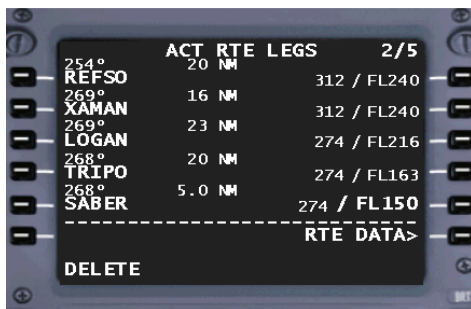 ACT RTE LEGS 2/5
254° 20 NM
REFSO 312 / FL240
269° 16 NM
XAMAN 312 / FL240
269° 23 NM
LOGAN 274 / FL216
268° 20 NM
TRIPO 274 / FL163
268° 5.0 NM
SABER 274 / FL150
--------------------------------
RTE DATA>
DELETE